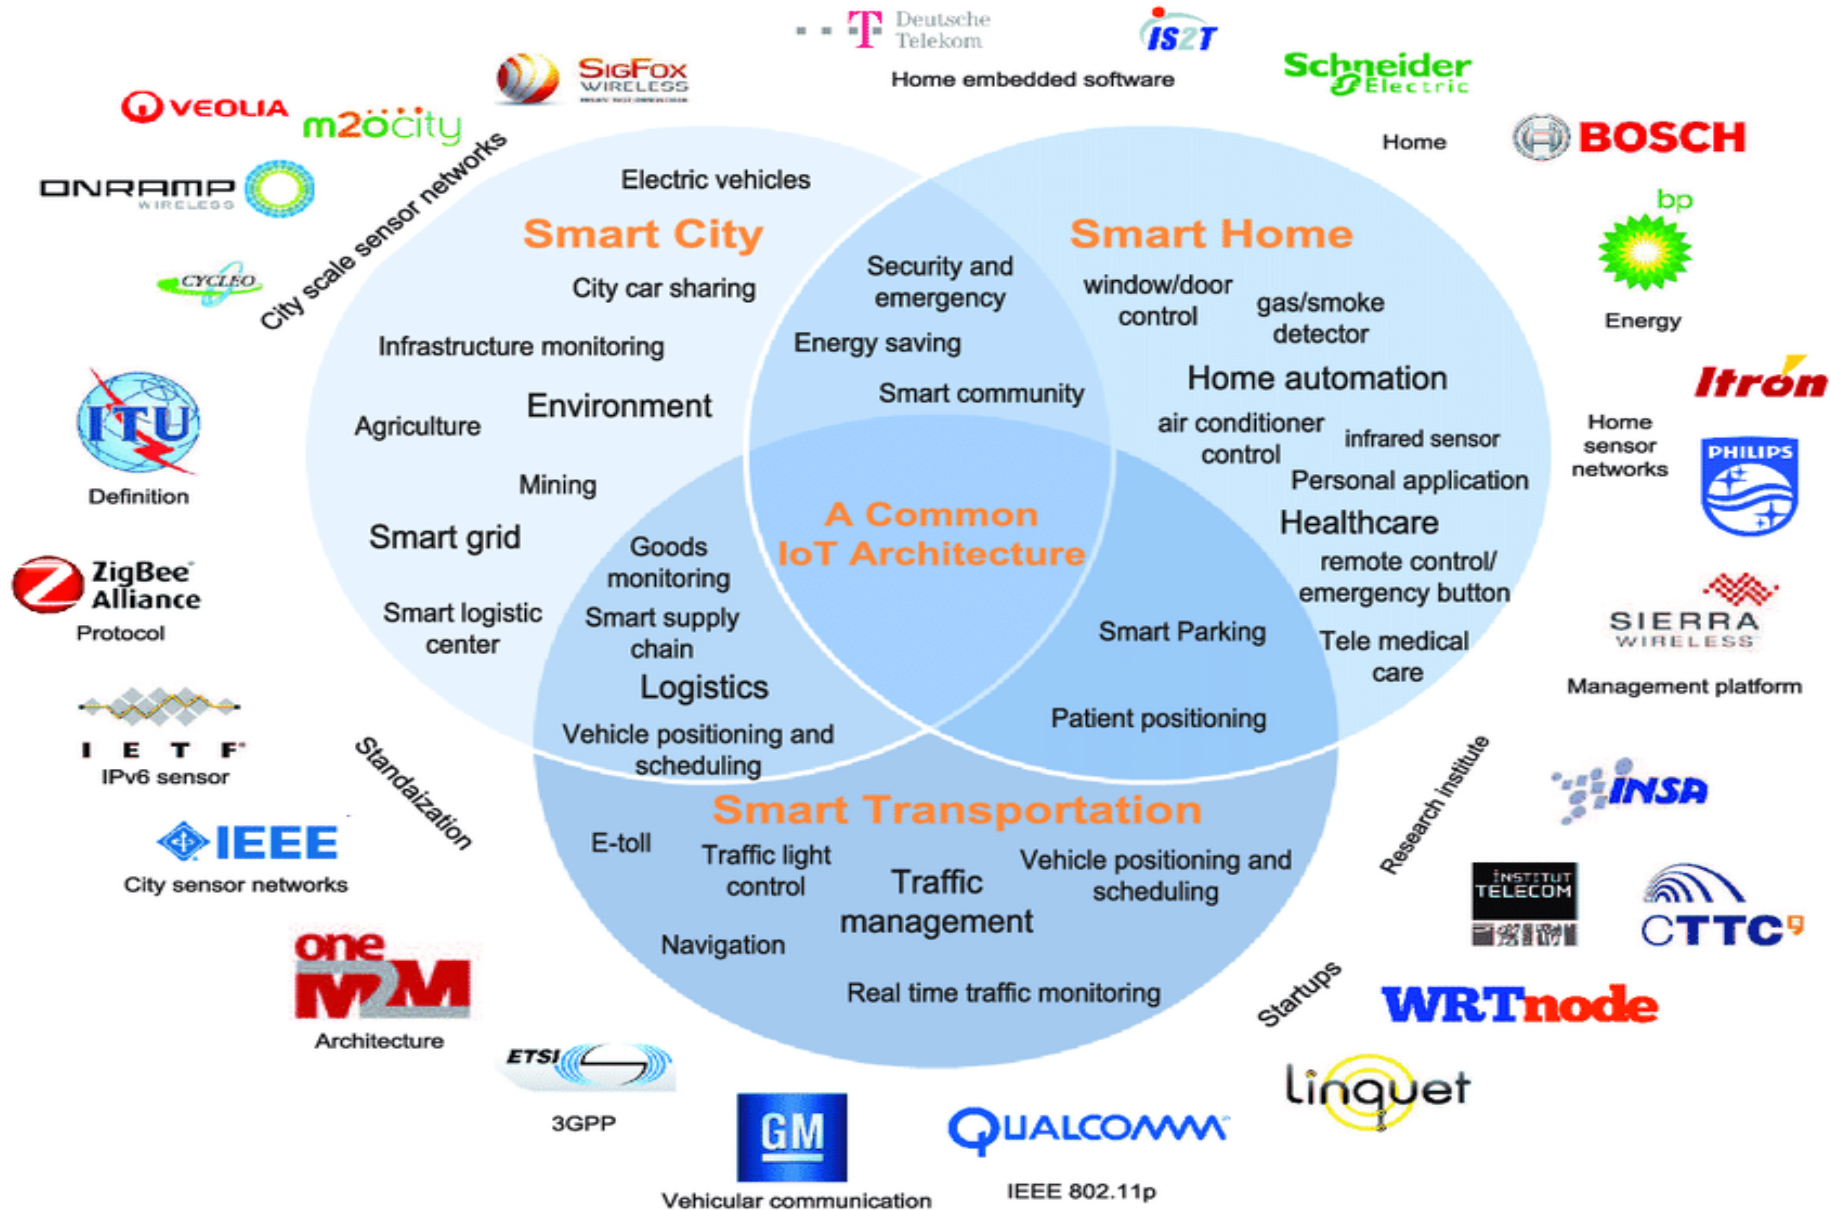 Deutsche
Telekom
IS2T
Home embedded software
SIGFOX
WIRELESS
Schneider
Electric
VEOLIA
m2ocity
Home
BOSCH
ONRAMP
WIRELESS
City scale sensor networks
CYCLEO
bp
Energy
Electric vehicles
Smart City
City car sharing
Infrastructure monitoring
Environment
Agriculture
Mining
Smart grid
Smart logistic
center
Security and
emergency
Energy saving
Smart community
Smart Home
window/door
control
gas/smoke
detector
Home automation
air conditioner
control
infrared sensor
Personal application
Healthcare
remote control/
emergency button
Tele medical
care
A Common
IoT Architecture
Goods
monitoring
Smart supply
chain
Logistics
Vehicle positioning and
scheduling
Smart Parking
Patient positioning
Smart Transportation
E-toll
Traffic light
control
Traffic
management
Vehicle positioning and
scheduling
Navigation
Real time traffic monitoring
Itron
Home
sensor
networks
PHILIPS
SIERRA
WIRELESS
Management platform
ITU
Definition
ZigBee
Alliance
Protocol
I E T F
IPv6 sensor
Standaization
IEEE
City sensor networks
one
M2M
Architecture
ETSI
3GPP
GM
Vehicular communication
QUALCOMM
IEEE 802.11p
Research institute
INSA
INSTITUT
TELECOM
CTTC
Startups
WRTnode
Linquet